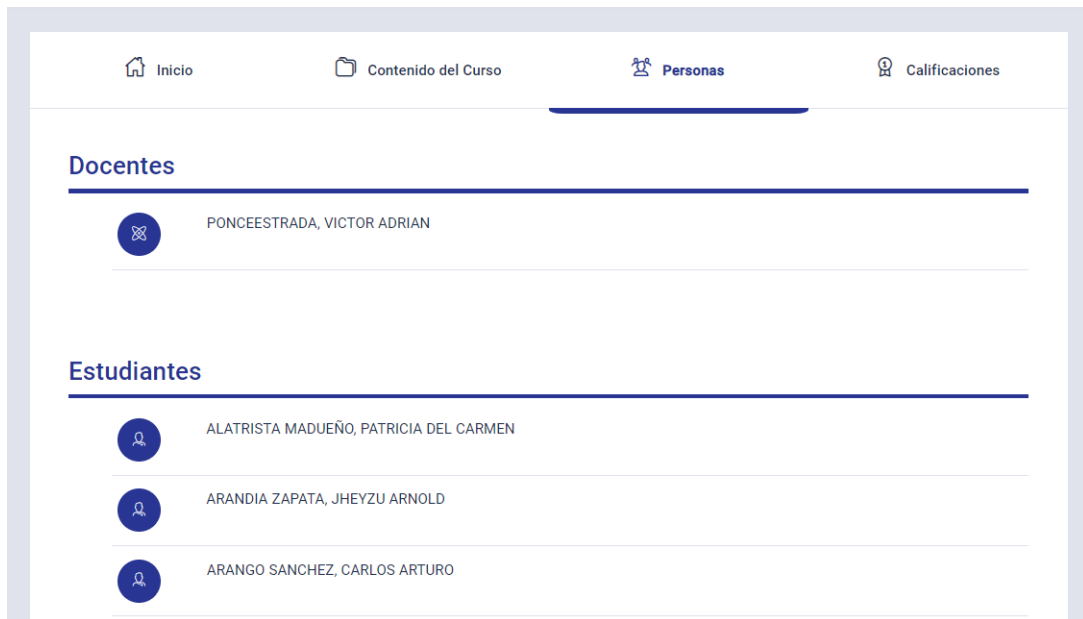 Inicio Contenido del Curso Personas Calificaciones
Docentes
PONCEESTRADA, VICTOR ADRIAN
Estudiantes
ALATRISTA MADUEÑO, PATRICIA DEL CARMEN
ARANDIA ZAPATA, JHEYZU ARNOLD
ARANGO SANCHEZ, CARLOS ARTURO